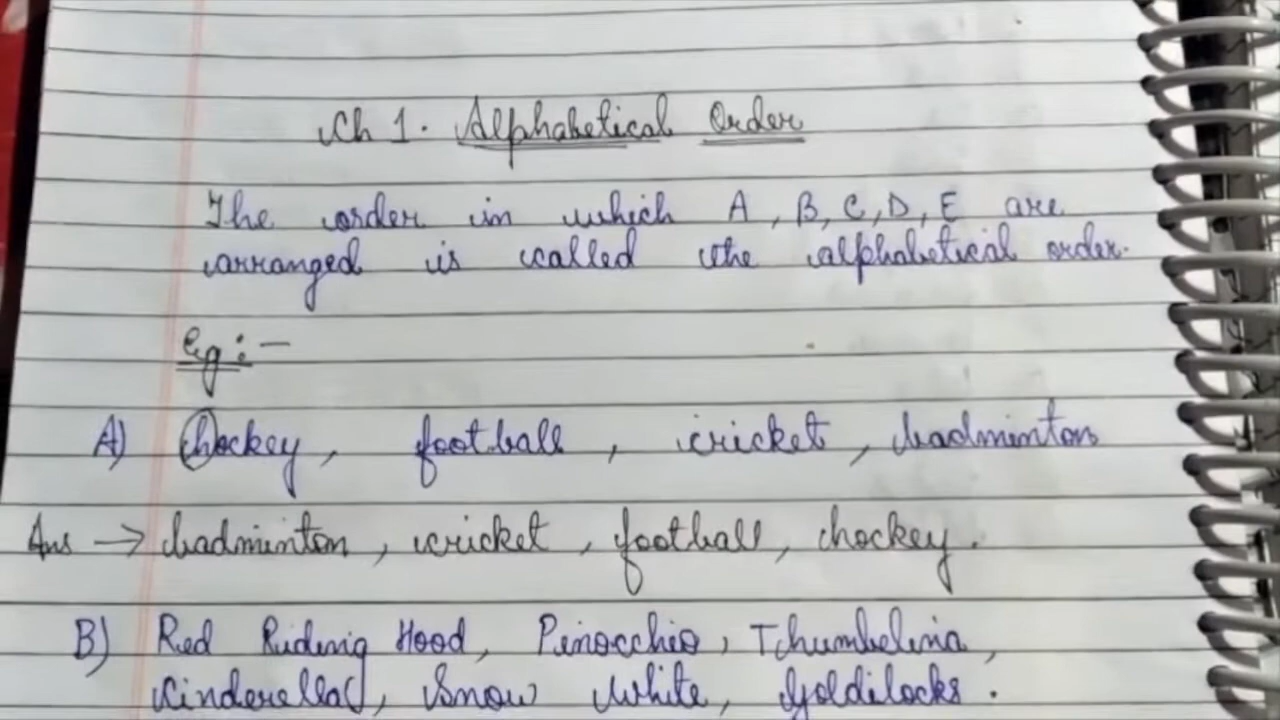 Ch 1. Alphabetical Order
The order in which A, B, C, D, E are
arranged is called the alphabetical order.
eg:-
A) hockey, football, cricket, badminton
Ans → badminton, cricket, football, hockey.
B) Red Riding Hood, Pinocchio, Thumbelina,
Cinderella, Snow White, Goldilocks.